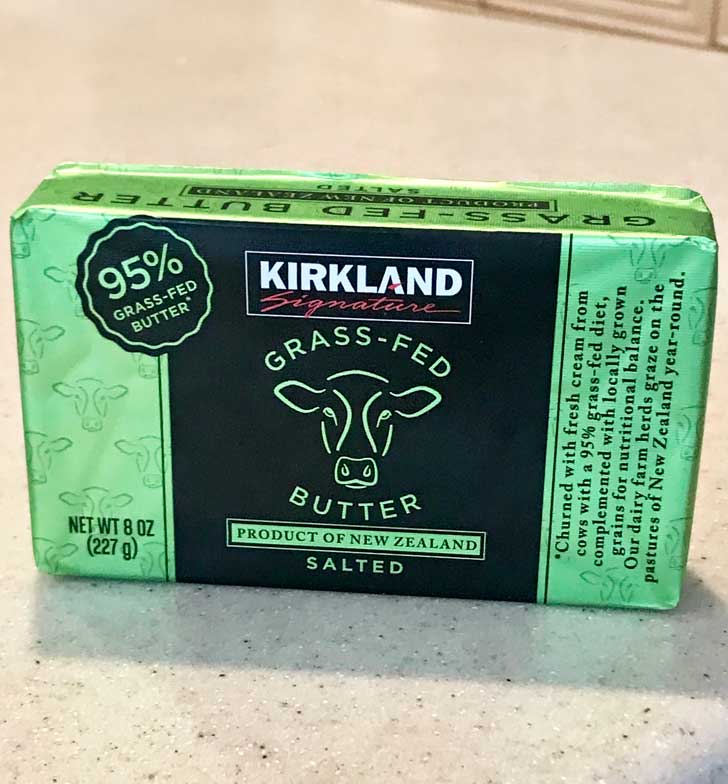 GRASS-FED BUTTER
PRODUCT OF NEW ZEALAND
SALTED
95%
GRASS-FED
BUTTER*
KIRKLAND
Signature
GRASS-FED
BUTTER
PRODUCT OF NEW ZEALAND
SALTED
NET WT 8 OZ
(227 g)
*Churned with fresh cream from
cows with a 95% grass-fed diet,
complemented with locally grown
grains for nutritional balance.
Our dairy farm herds graze on the
pastures of New Zealand year-round.